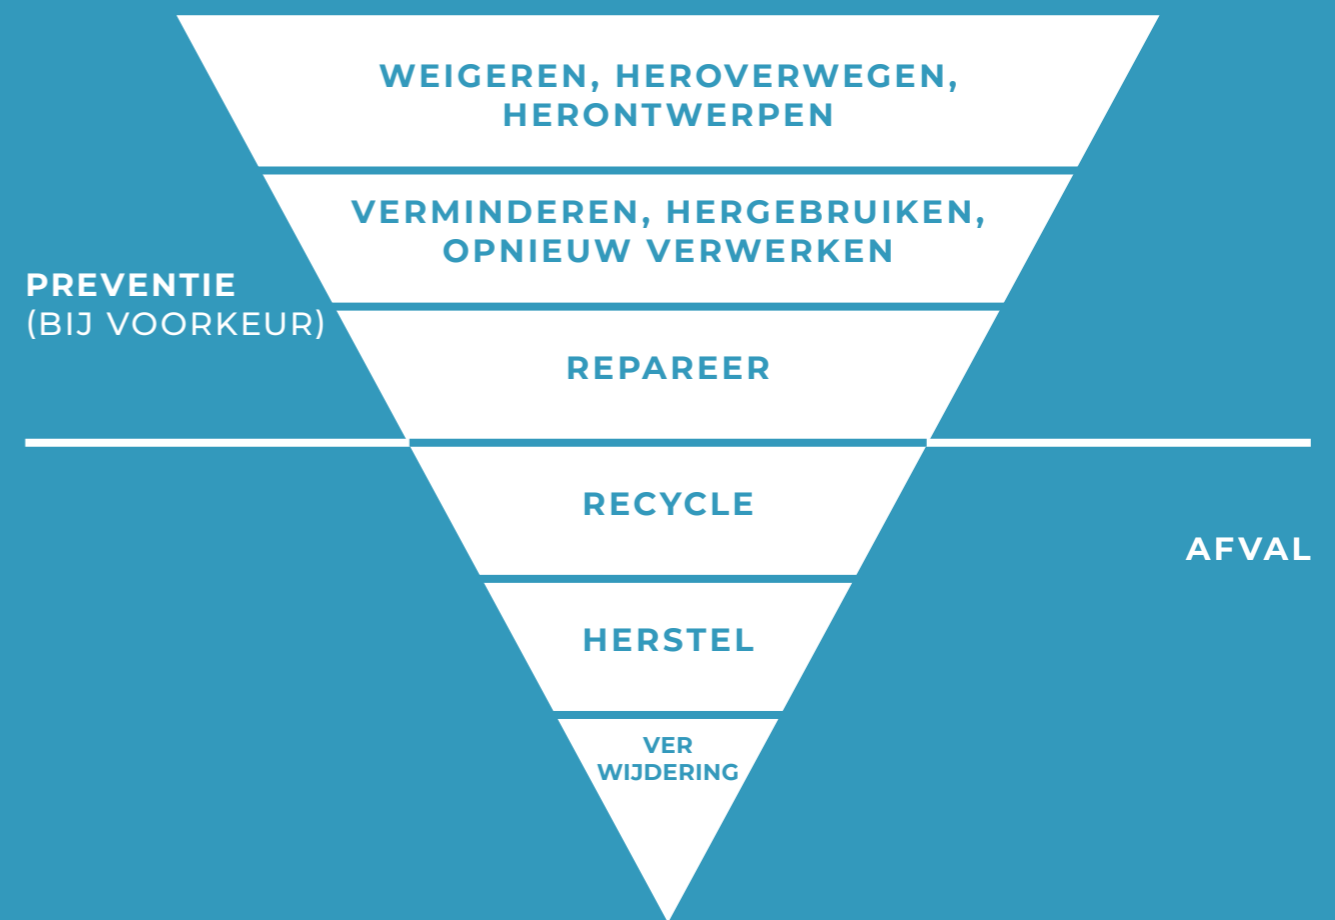 WEIGEREN, HEROVERWEGEN,
HERONTWERPEN
VERMINDEREN, HERGEBRUIKEN,
OPNIEUW VERWERKEN
PREVENTIE
(BIJ VOORKEUR)
REPAREER
RECYCLE
AFVAL
HERSTEL
VER
WIJDERING